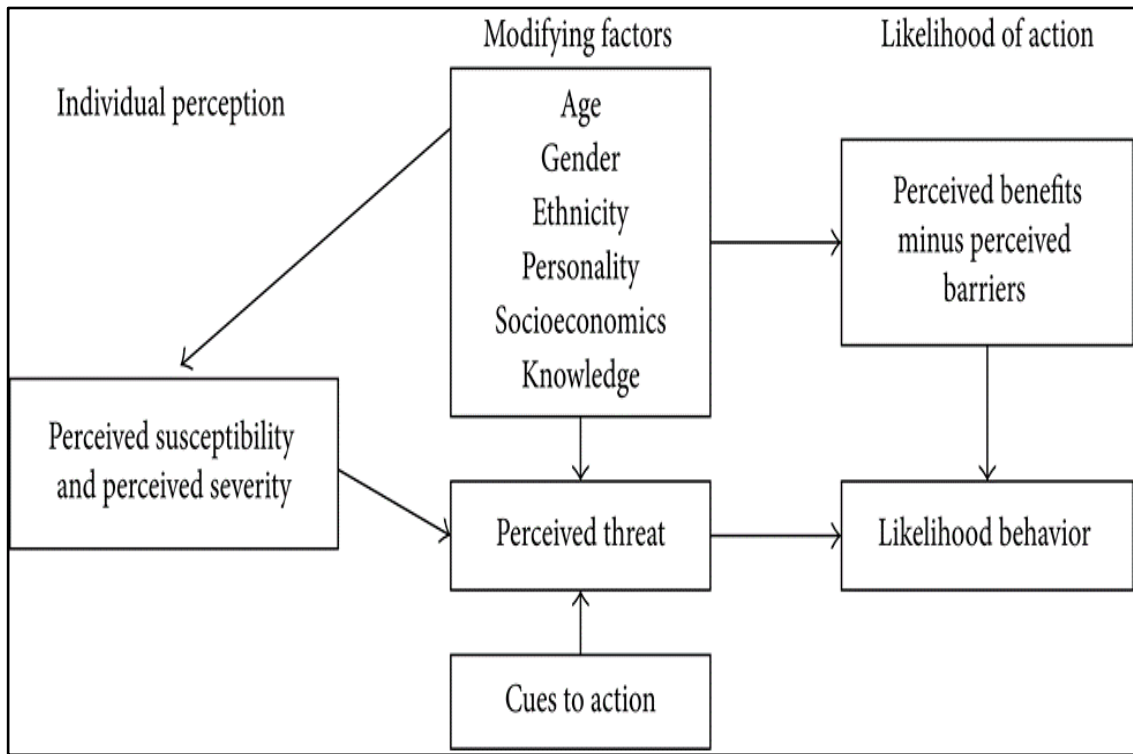 Modifying factors
Likelihood of action
Individual perception
Age
Gender
Ethnicity
Personality
Socioeconomics
Knowledge
Perceived benefits
minus perceived
barriers
Perceived susceptibility
and perceived severity
Perceived threat
Likelihood behavior
Cues to action